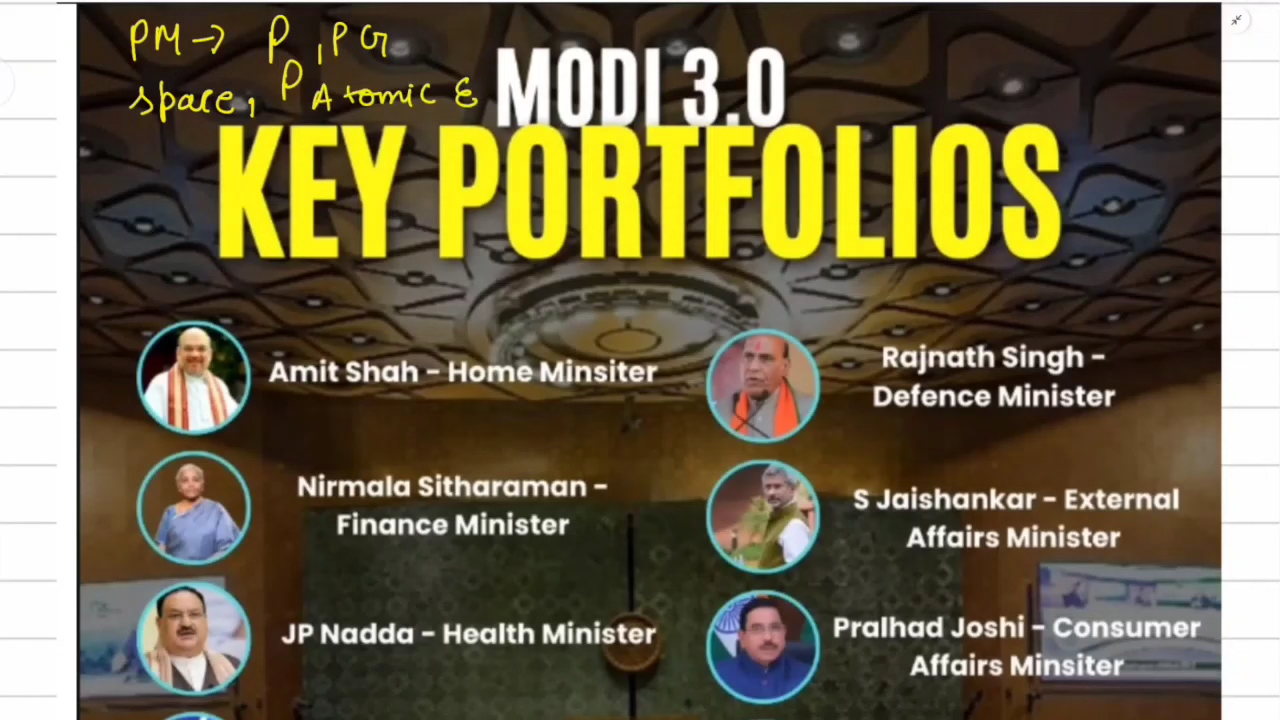 PM → P, PG
space, P Atomic E
MODI 3.0
KEY PORTFOLIOS
Amit Shah - Home Minsiter
Rajnath Singh -
Defence Minister
Nirmala Sitharaman -
Finance Minister
S Jaishankar - External
Affairs Minister
JP Nadda - Health Minister
Pralhad Joshi - Consumer
Affairs Minsiter